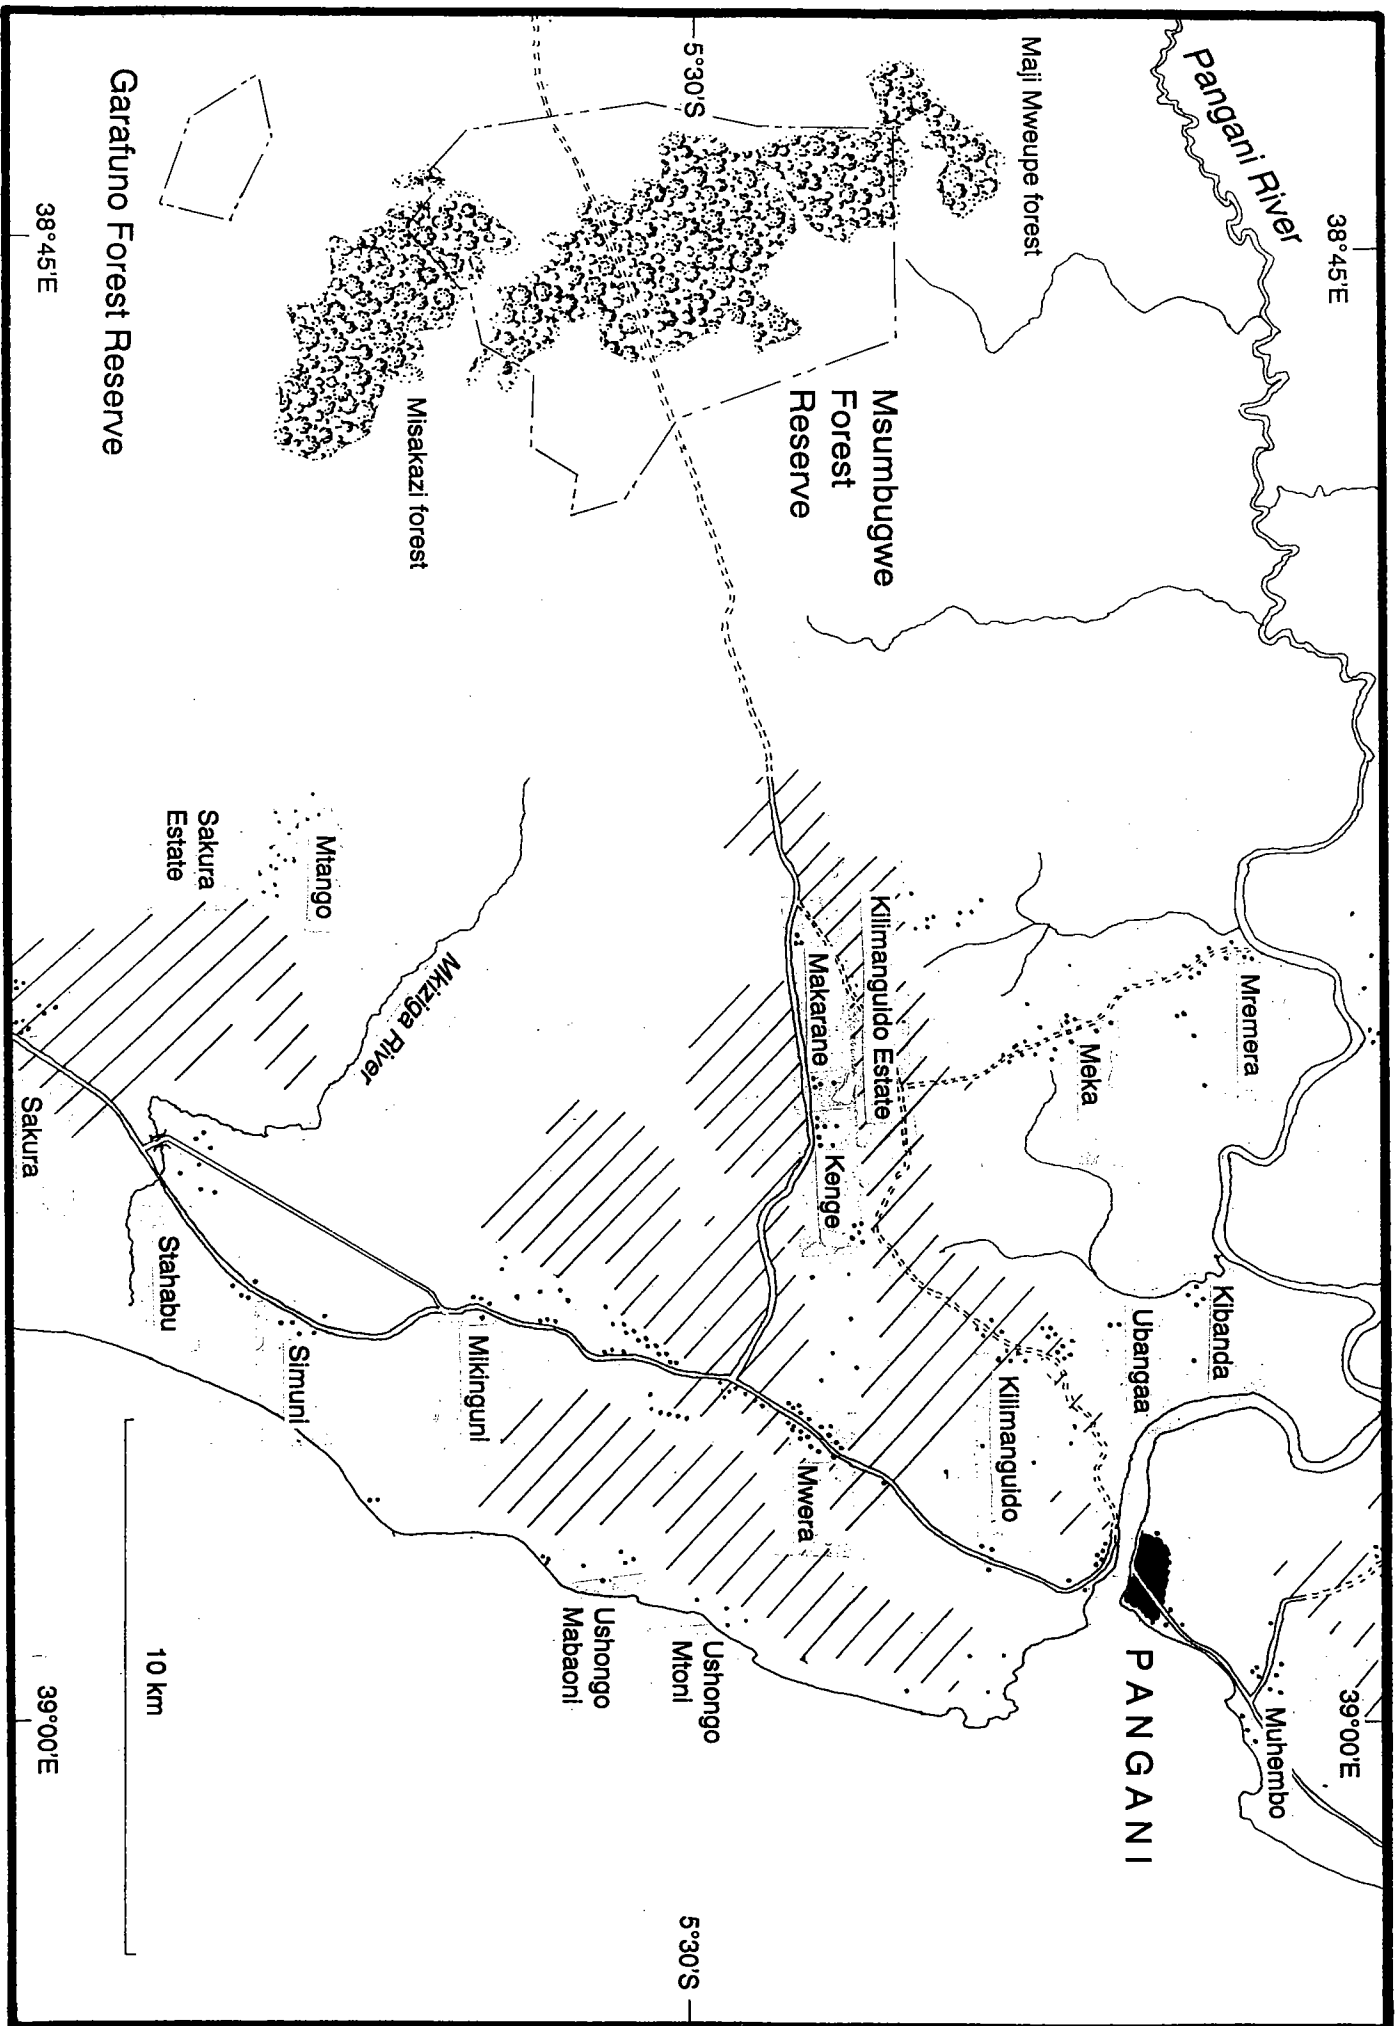 38°45'E
39°00'E
Pangani River
Muhembo
Mremera
Kibanda
PANGANI
Ubangaa
Meka
Maji Mweupe forest
Kilimanguido
Msumbugwe
Forest
Reserve
Kilimanguido Estate
Makarane
Kenge
Mwera
5°30'S
5°30'S
Ushongo
Mtoni
Ushongo
Mabaoni
Mikinguni
Misakazi forest
Mkiziga River
Mtango
Simuni
Sakura
Estate
Stahabu
10 km
Garafuno Forest Reserve
Sakura
38°45'E
39°00'E